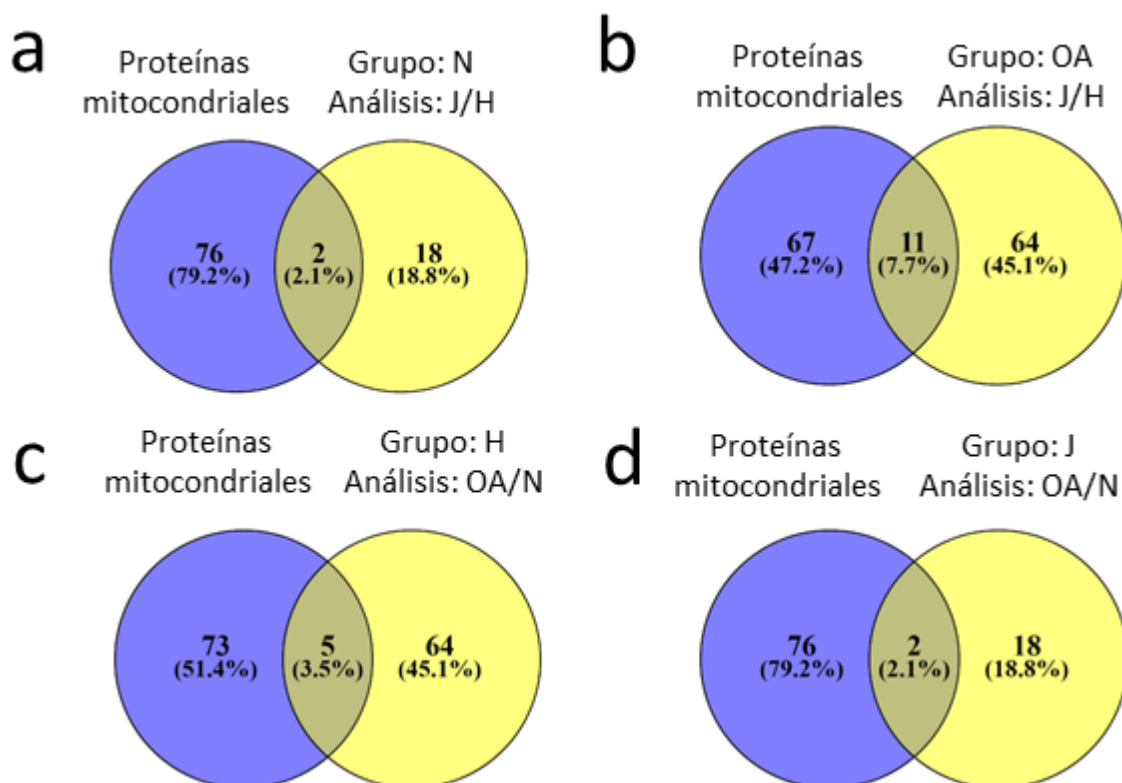 a
Proteínas
mitocondriales
Grupo: N
Análisis: J/H
76
(79.2%)
2
(2.1%)
18
(18.8%)
b
Proteínas
mitocondriales
Grupo: OA
Análisis: J/H
67
(47.2%)
11
(7.7%)
64
(45.1%)
c
Proteínas
mitocondriales
Grupo: H
Análisis: OA/N
73
(51.4%)
5
(3.5%)
64
(45.1%)
d
Proteínas
mitocondriales
Grupo: J
Análisis: OA/N
76
(79.2%)
2
(2.1%)
18
(18.8%)